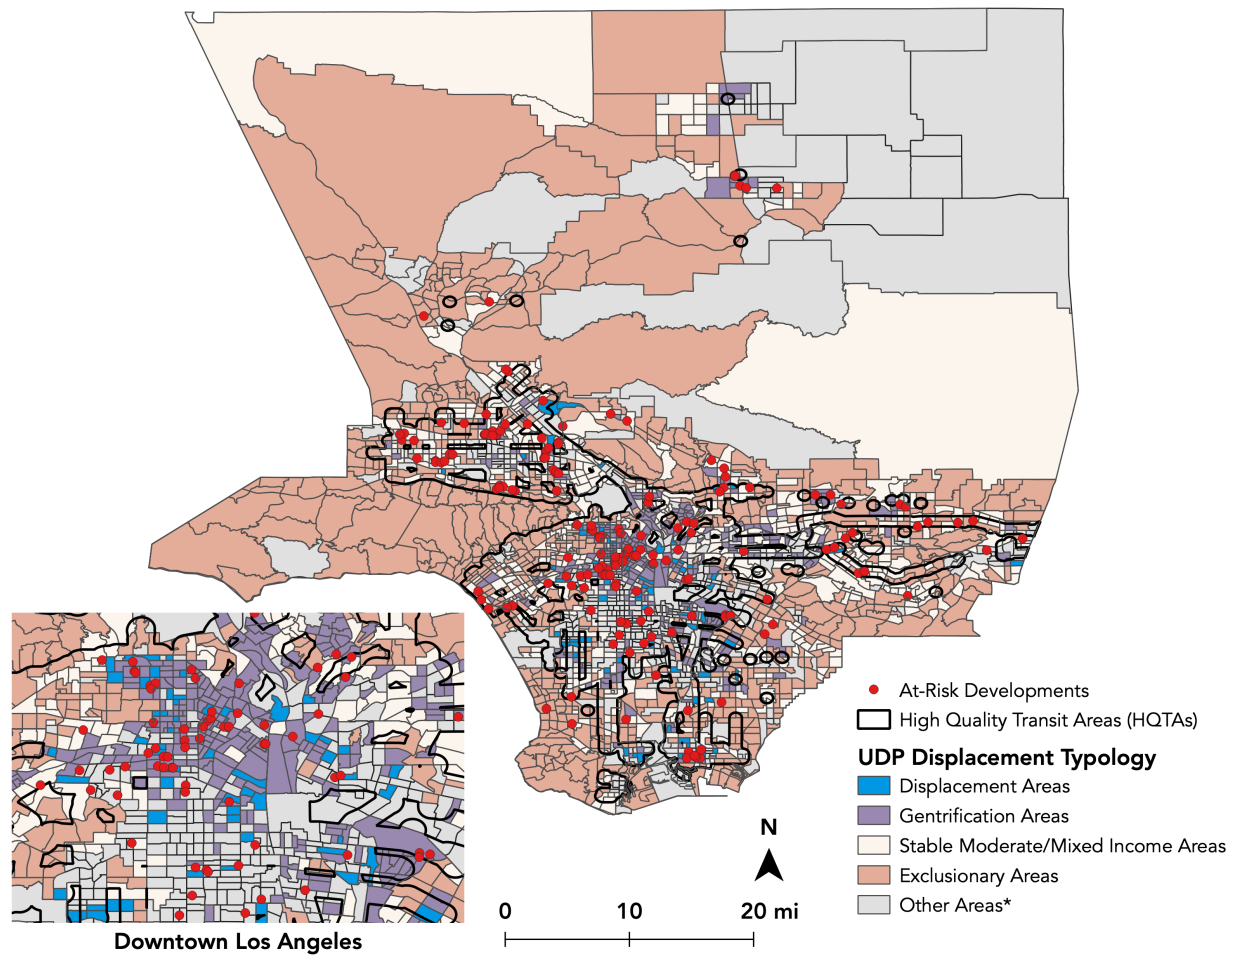 At-Risk Developments
High Quality Transit Areas (HQTAs)
UDP Displacement Typology
Displacement Areas
Gentrification Areas
Stable Moderate/Mixed Income Areas
Exclusionary Areas
Other Areas*
N
0 10 20 mi
Downtown Los Angeles